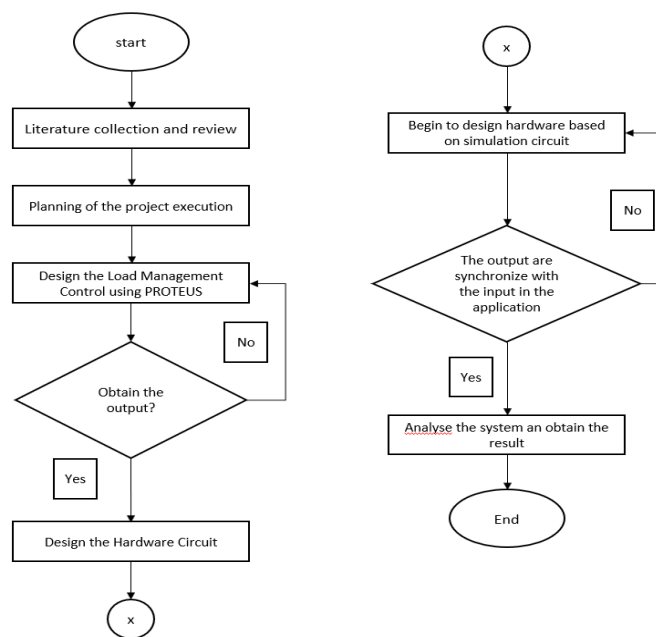 start
Literature collection and review
Planning of the project execution
Design the Load Management
Control using PROTEUS
No
Obtain the
output?
Yes
Design the Hardware Circuit
x
x
Begin to design hardware based
on simulation circuit
No
The output are
synchronize with
the input in the
application
Yes
Analyse the system an obtain the
result
End